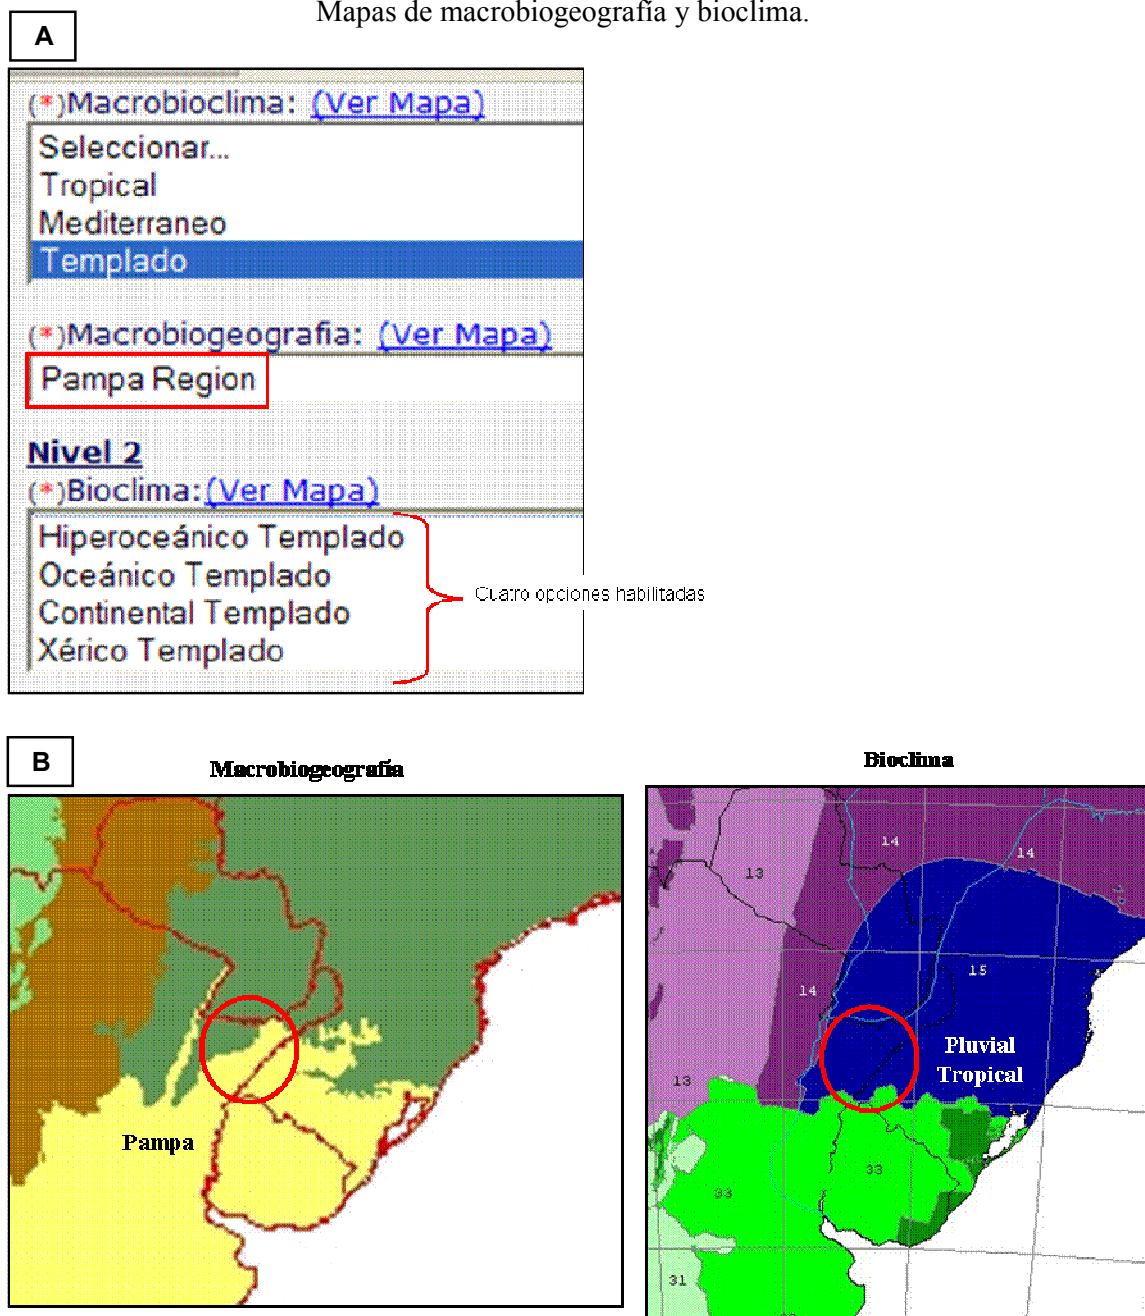 Mapas de macrobiogeografía y bioclima.
A
(*)Macrobioclima: (Ver Mapa)
Seleccionar...
Tropical
Mediterraneo
Templado
(*)Macrobiogeografia: (Ver Mapa)
Pampa Region
Nivel 2
(*)Bioclima:(Ver Mapa)
Hiperoceánico Templado
Oceánico Templado
Continental Templado
Xérico Templado
Cuatro opciones habilitadas
B
Macrobiogeografía
Pampa
Bioclima
14
14
13
15
14
Pluvial
Tropical
13
33
33
31